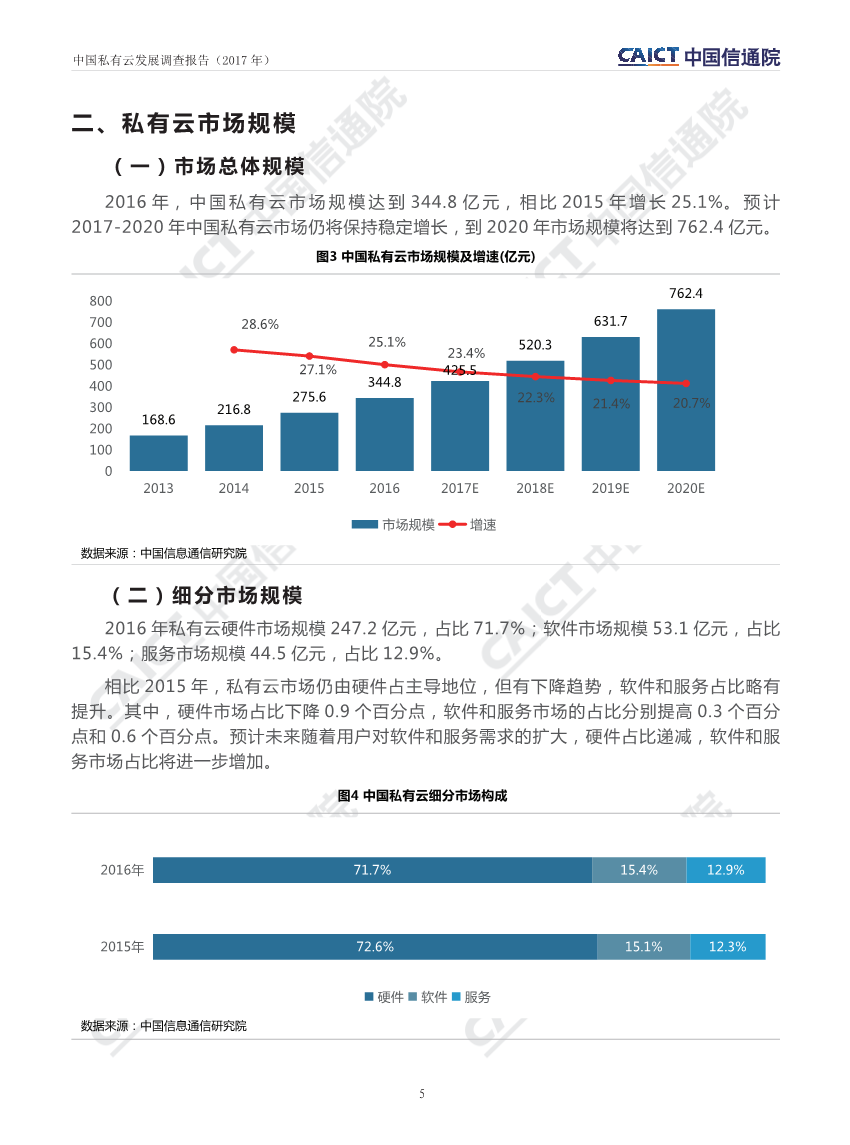 中国私有云发展调查报告（2017 年）
CAICT 中国信通院
二、私有云市场规模
（一）市场总体规模
2016 年，中国私有云市场规模达到 344.8 亿元，相比 2015 年增长 25.1%。预计
2017-2020 年中国私有云市场仍将保持稳定增长，到 2020 年市场规模将达到 762.4 亿元。
图3 中国私有云市场规模及增速(亿元)
800
700
600
500
400
300
200
100
0
168.6
216.8
275.6
344.8
425.5
520.3
631.7
762.4
28.6%
27.1%
25.1%
23.4%
22.3%
21.4%
20.7%
2013 2014 2015 2016 2017E 2018E 2019E 2020E
市场规模 增速
数据来源：中国信息通信研究院
（二）细分市场规模
2016 年私有云硬件市场规模 247.2 亿元，占比 71.7%；软件市场规模 53.1 亿元，占比
15.4%；服务市场规模 44.5 亿元，占比 12.9%。
相比 2015 年，私有云市场仍由硬件占主导地位，但有下降趋势，软件和服务占比略有
提升。其中，硬件市场占比下降 0.9 个百分点，软件和服务市场的占比分别提高 0.3 个百分
点和 0.6 个百分点。预计未来随着用户对软件和服务需求的扩大，硬件占比递减，软件和服
务市场占比将进一步增加。
图4 中国私有云细分市场构成
2016年 71.7% 15.4% 12.9%
2015年 72.6% 15.1% 12.3%
硬件 软件 服务
数据来源：中国信息通信研究院
5